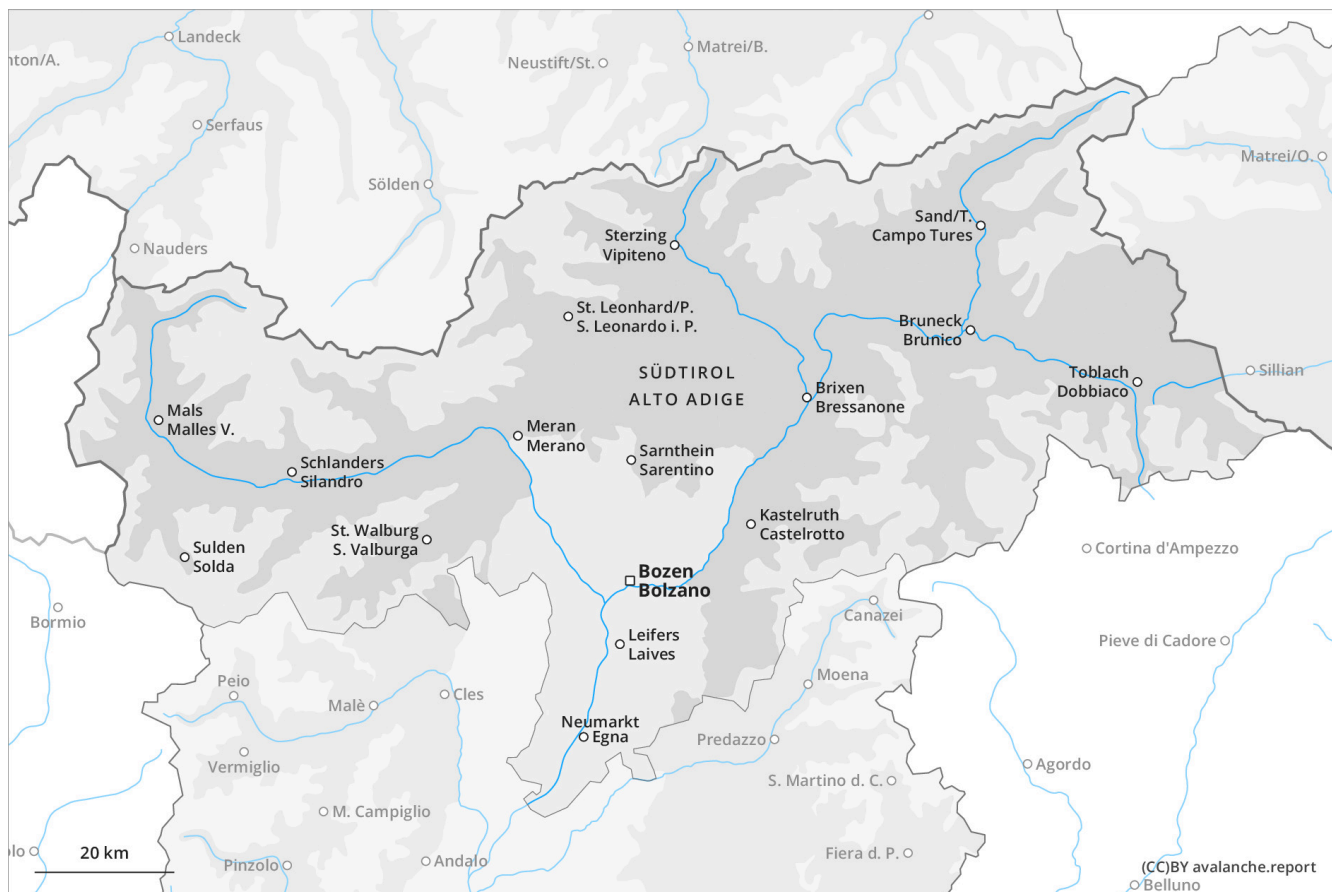 Landeck
nton/A.
Neustift/St.
Matrei/B.
Serfaus
Sölden
Matrei/O.
Nauders
Sterzing
Vipiteno
Sand/T.
Campo Tures
St. Leonhard/P.
S. Leonardo i. P.
Bruneck
Brunico
SÜDTIROL
ALTO ADIGE
Toblach
Dobbiaco
Sillian
Brixen
Bressanone
Mals
Malles V.
Meran
Merano
Sarnthein
Sarentino
Schlanders
Silandro
Kastelruth
Castelrotto
St. Walburg
S. Valburga
Sulden
Solda
Cortina d'Ampezzo
Bozen
Bolzano
Bormio
Canazei
Leifers
Laives
Pieve di Cadore
Peio
Malè
Cles
Moena
Neumarkt
Egna
Predazzo
Vermiglio
Agordo
S. Martino d. C.
M. Campiglio
olo
20 km
Pinzolo
Andalo
Fiera d. P.
(CC)BY avalanche.report
Belluno